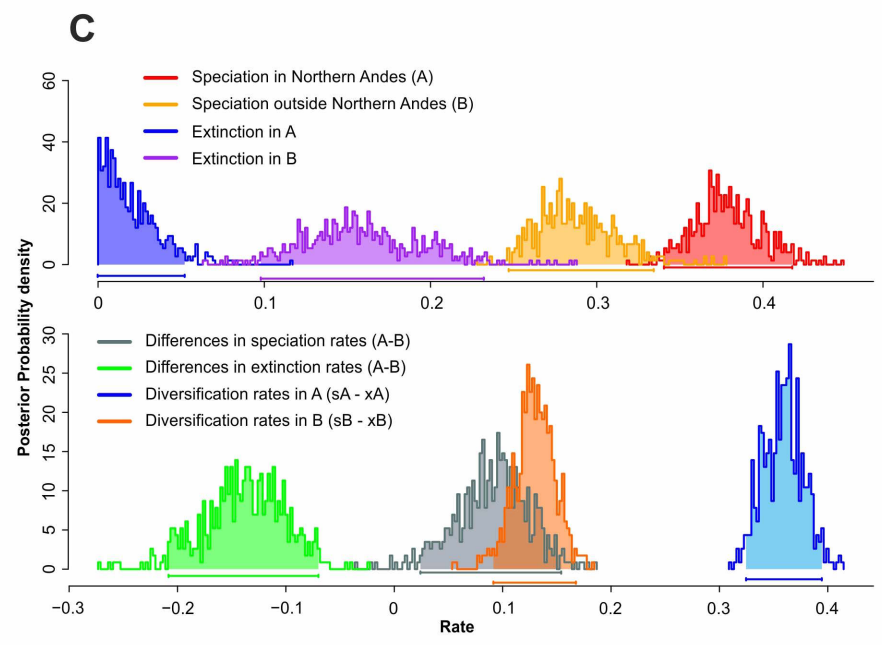 C
Speciation in Northern Andes (A)
Speciation outside Northern Andes (B)
Extinction in A
Extinction in B
60
40
20
0
0 0.1 0.2 0.3 0.4
Posterior Probability density
Differences in speciation rates (A-B)
Differences in extinction rates (A-B)
Diversification rates in A (sA - xA)
Diversification rates in B (sB - xB)
30
25
20
15
10
5
0
−0.3 −0.2 −0.1 0 0.1 0.2 0.3 0.4
Rate